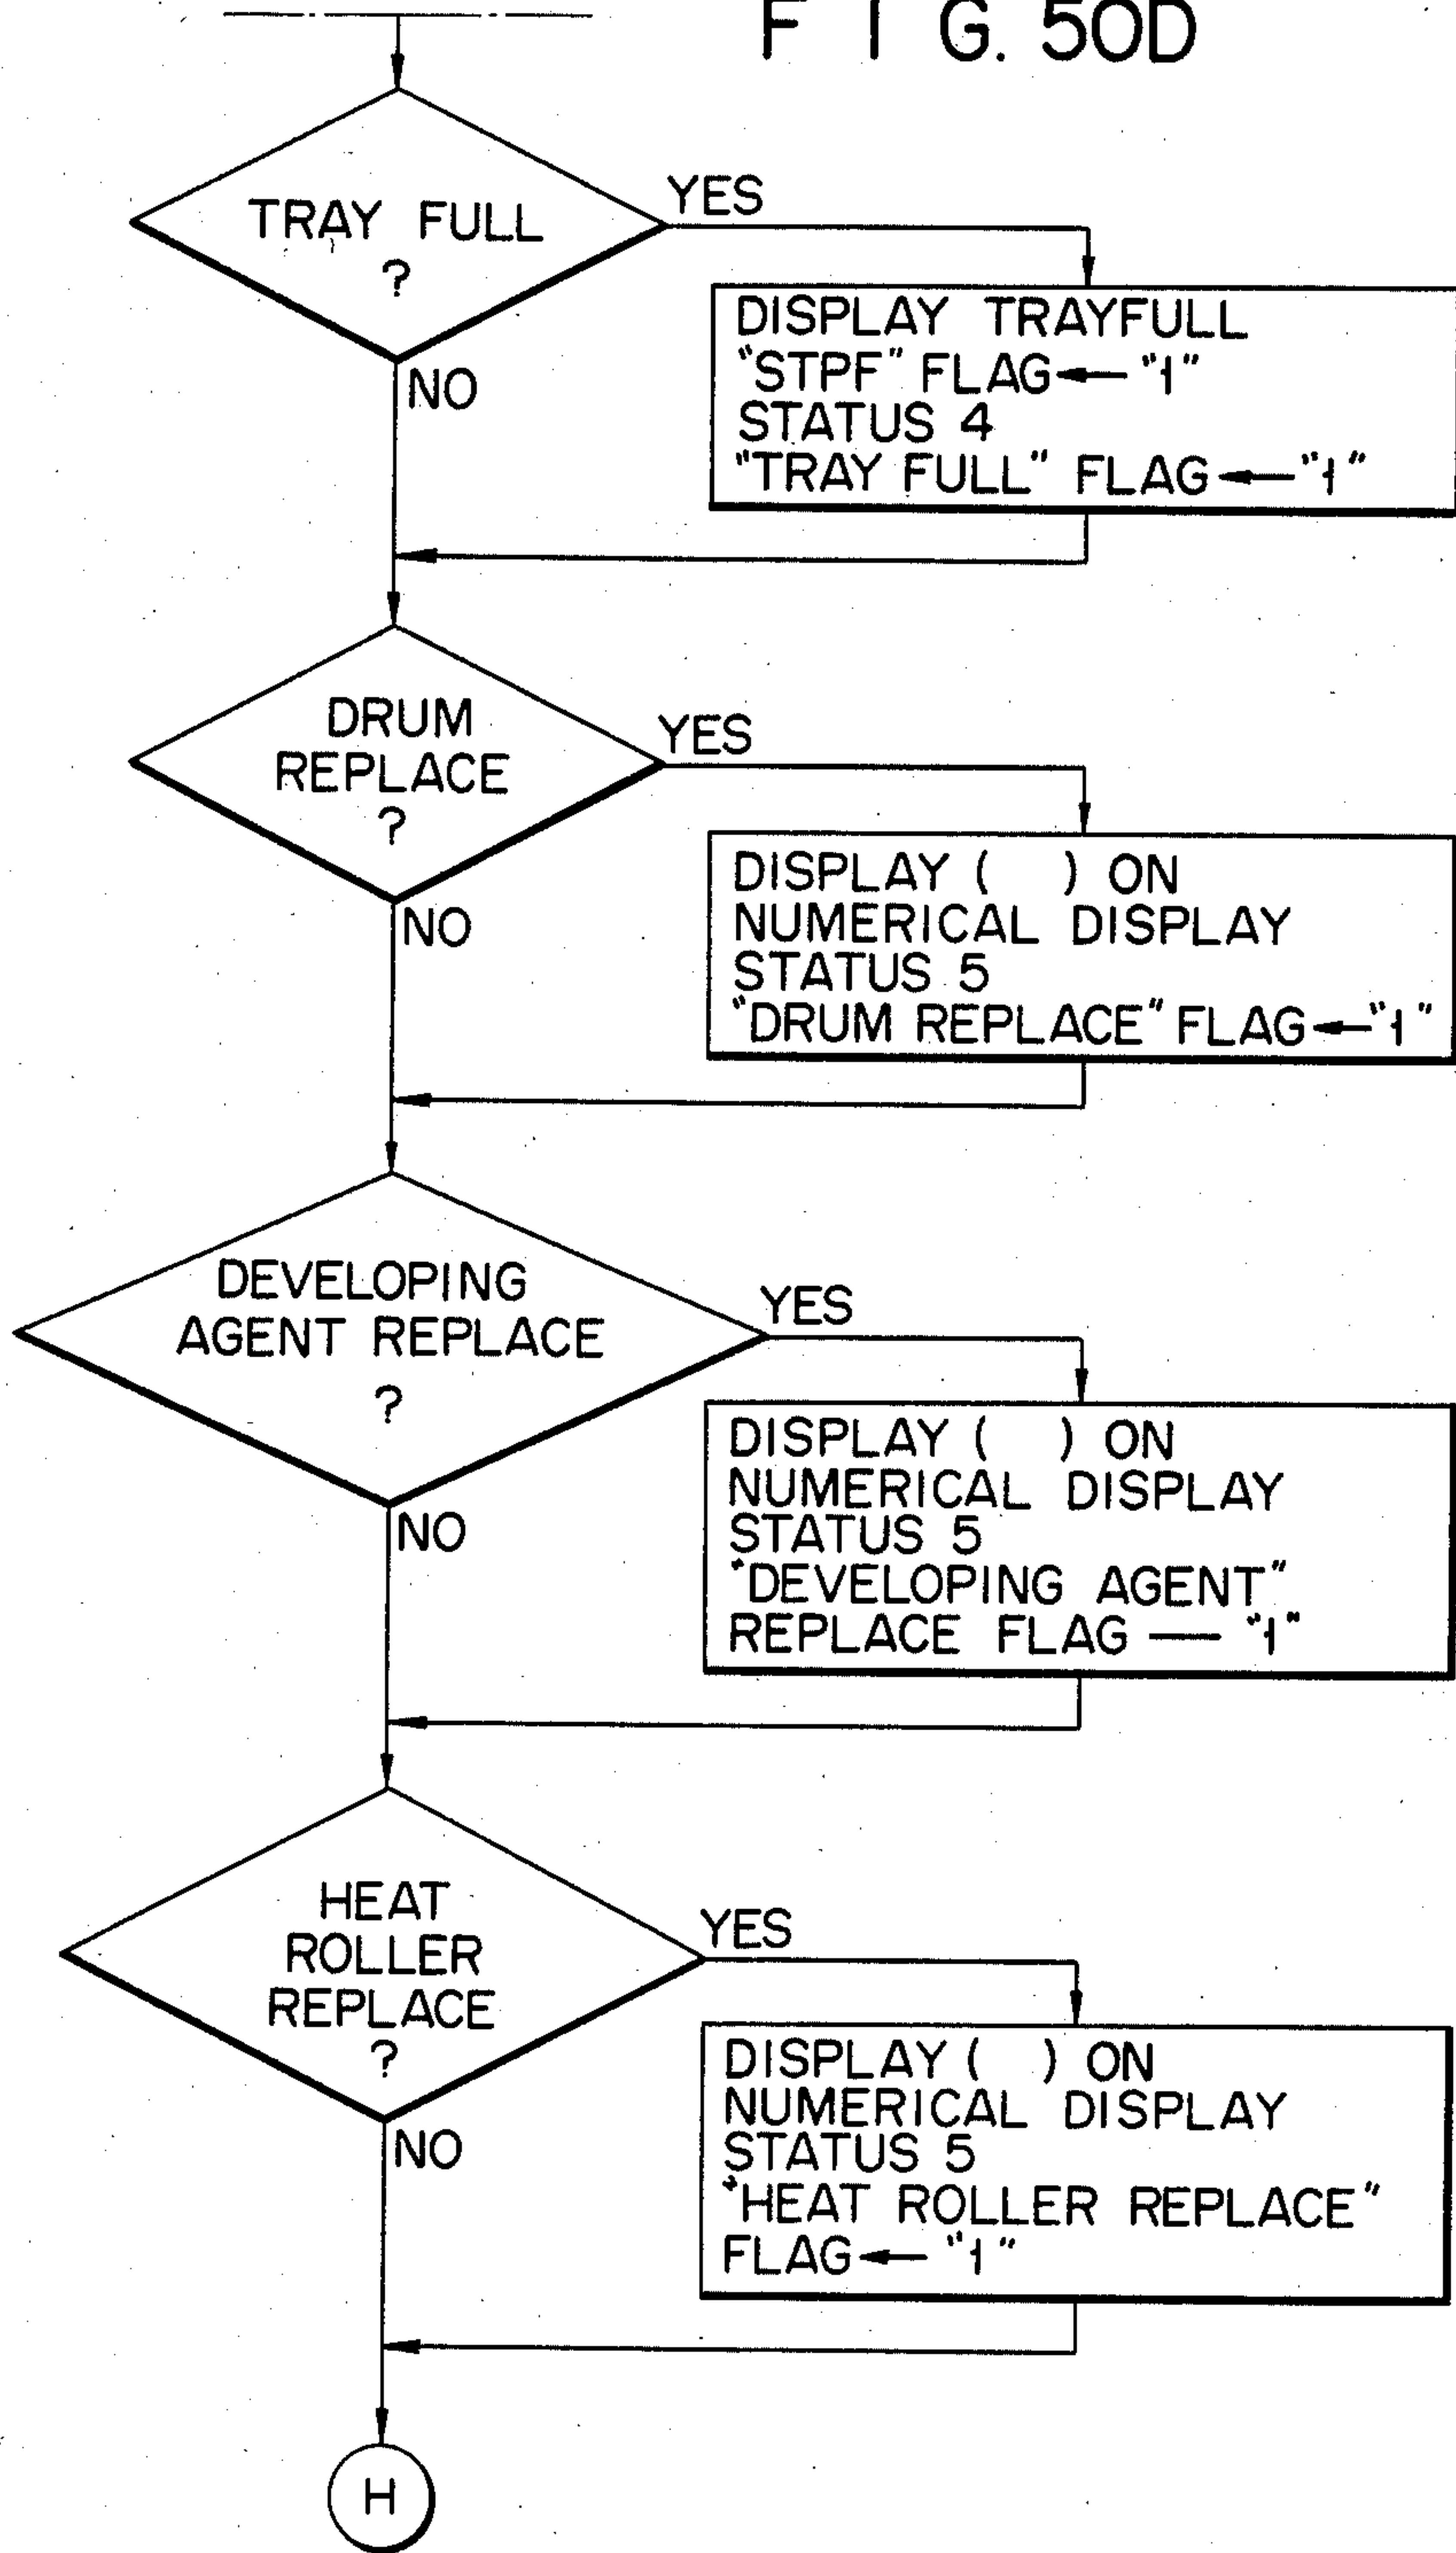 F I G. 50D
TRAY FULL
?
YES
NO
DISPLAY TRAYFULL
"STPF" FLAG ← "1"
STATUS 4
"TRAY FULL" FLAG ← "1"
DRUM
REPLACE
?
YES
NO
DISPLAY ( ) ON
NUMERICAL DISPLAY
STATUS 5
"DRUM REPLACE" FLAG ← "1"
DEVELOPING
AGENT REPLACE
?
YES
NO
DISPLAY ( ) ON
NUMERICAL DISPLAY
STATUS 5
"DEVELOPING AGENT"
REPLACE FLAG — "1"
HEAT
ROLLER
REPLACE
?
YES
NO
DISPLAY ( ) ON
NUMERICAL DISPLAY
STATUS 5
"HEAT ROLLER REPLACE"
FLAG ← "1"
H